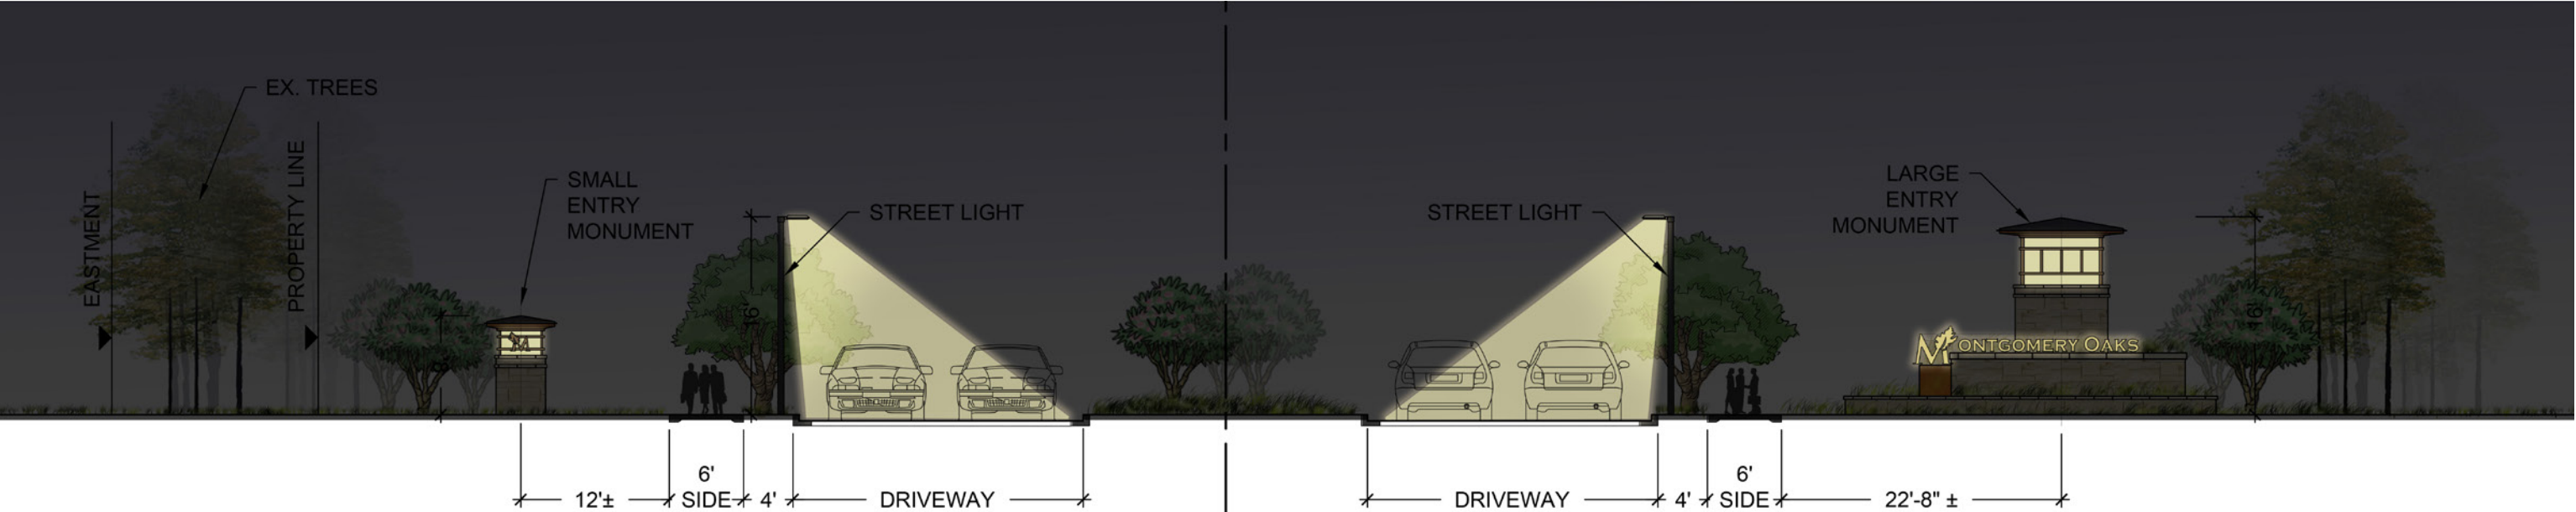 EX. TREES
EASTMENT
PROPERTY LINE
SMALL
ENTRY
MONUMENT
STREET LIGHT
16'
STREET LIGHT
LARGE
ENTRY
MONUMENT
16'
M
MONTGOMERY OAKS
12'±
6'
SIDE
4'
DRIVEWAY
DRIVEWAY
4'
6'
SIDE
22'-8" ±